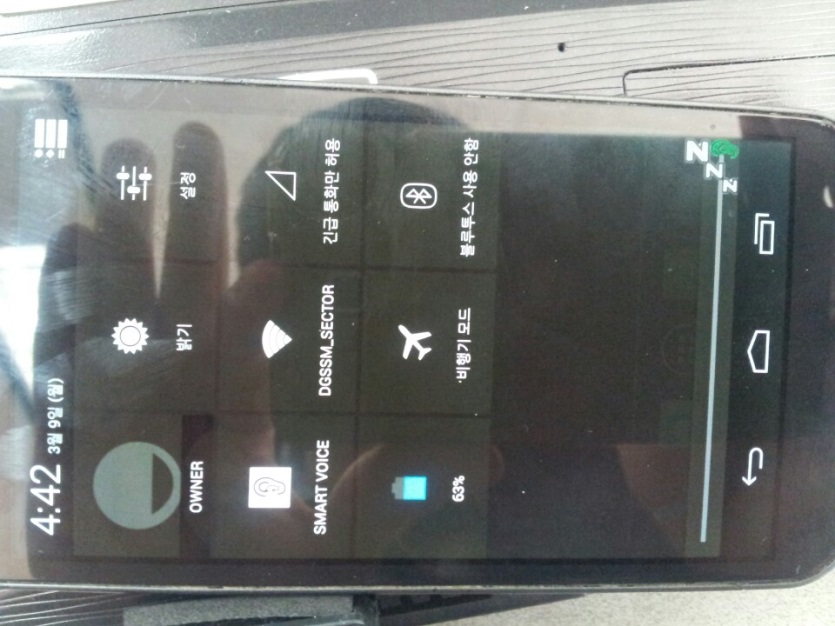 4:42 3월 9일 (월)
OWNER
밝기
설정
SMART VOICE
DGSSM_SECTOR
긴급 통화만 허용
63%
비행기 모드
블루투스 사용 안함
Z
Z
Z